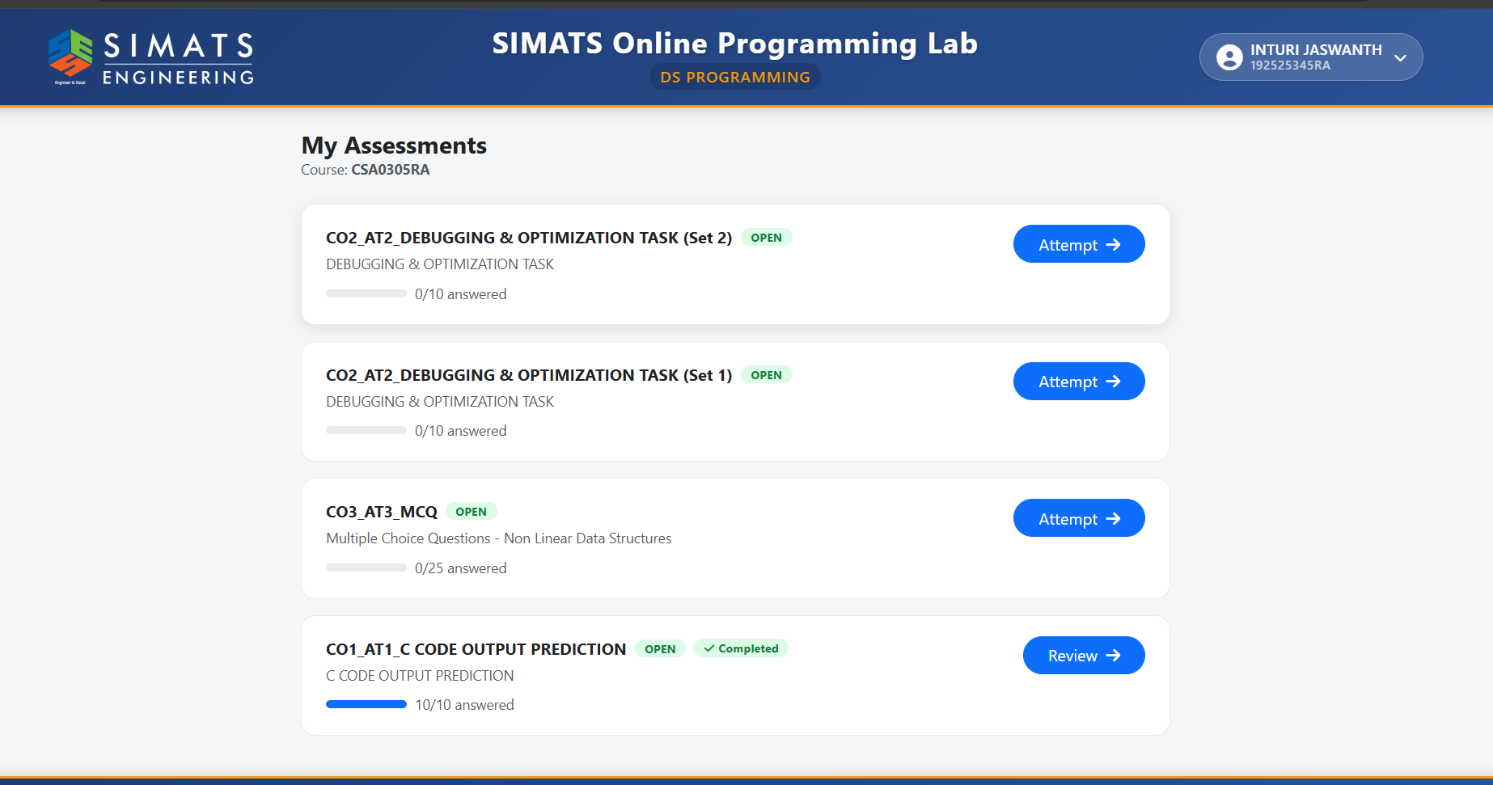 SIMATS
ENGINEERING
Engineer to Excel
SIMATS Online Programming Lab
DS PROGRAMMING
INTURI JASWANTH
192525345RA
My Assessments
Course: CSA0305RA
CO2_AT2_DEBUGGING & OPTIMIZATION TASK (Set 2) OPEN
Attempt →
DEBUGGING & OPTIMIZATION TASK
0/10 answered
CO2_AT2_DEBUGGING & OPTIMIZATION TASK (Set 1) OPEN
Attempt →
DEBUGGING & OPTIMIZATION TASK
0/10 answered
CO3_AT3_MCQ OPEN
Attempt →
Multiple Choice Questions - Non Linear Data Structures
0/25 answered
CO1_AT1_C CODE OUTPUT PREDICTION OPEN ✓ Completed
Review →
C CODE OUTPUT PREDICTION
10/10 answered